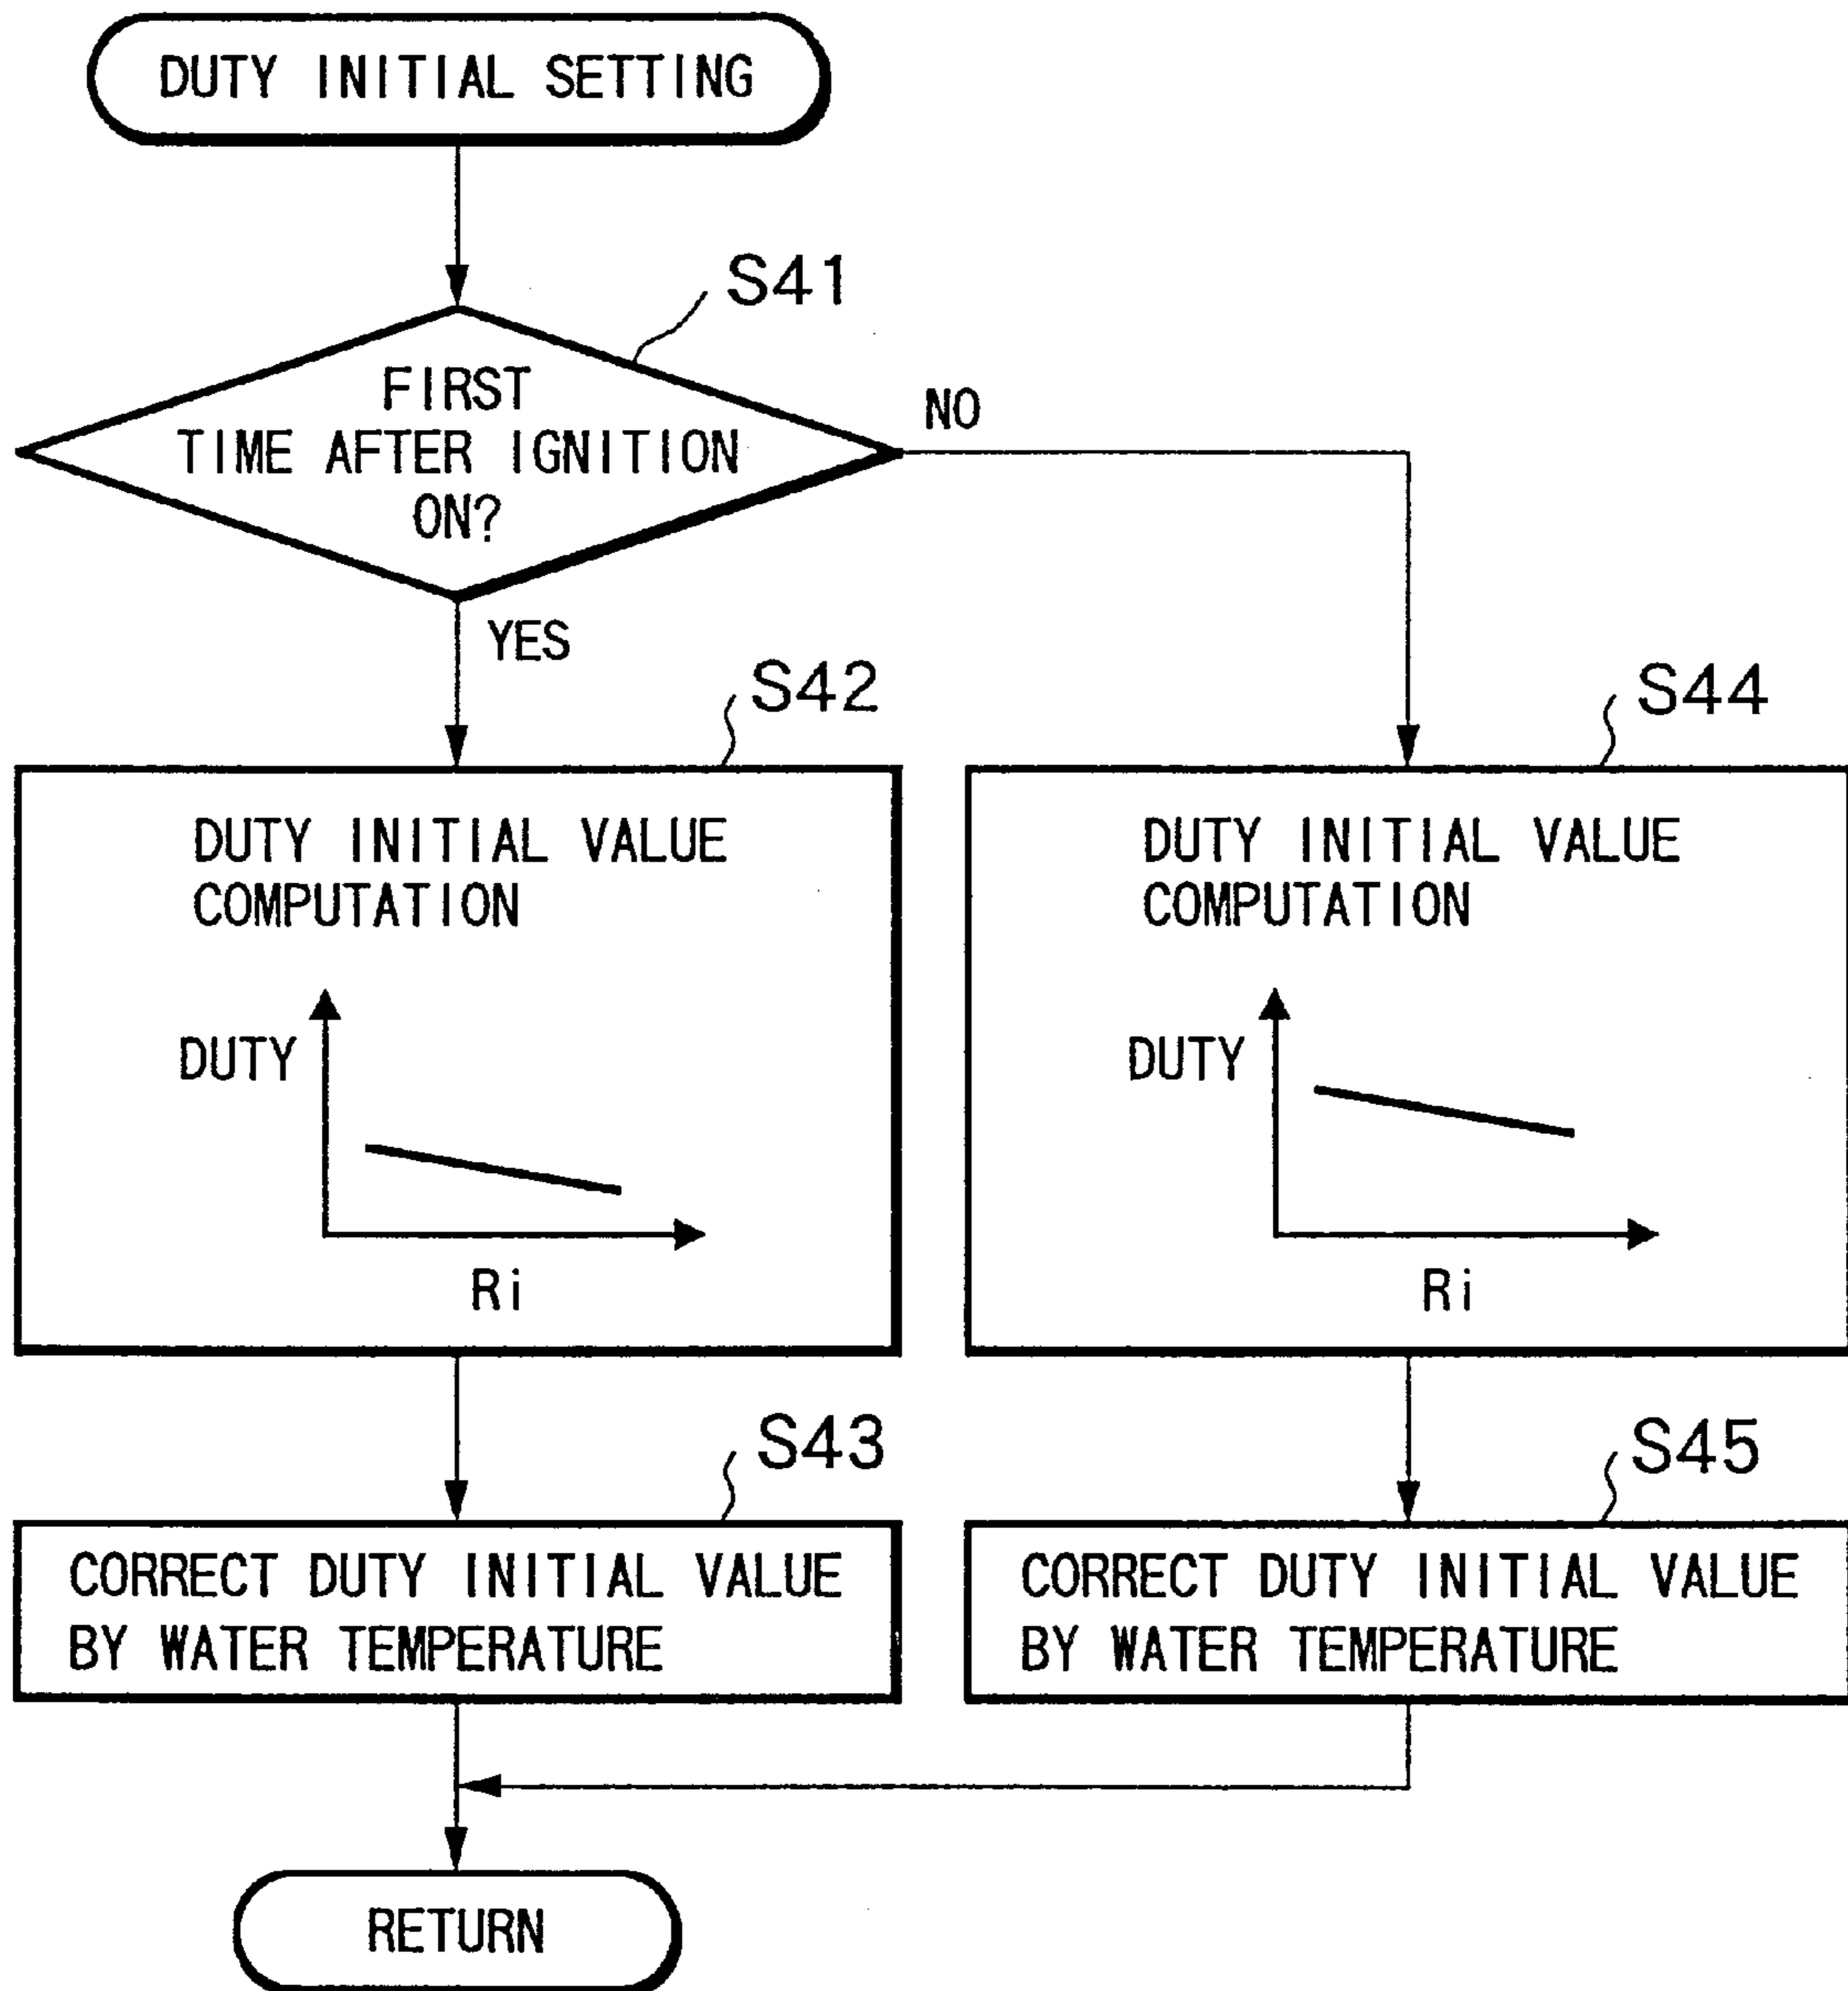 DUTY INITIAL SETTING
S41
FIRST
TIME AFTER IGNITION
ON?
NO
YES
S42
DUTY INITIAL VALUE
COMPUTATION
DUTY
Ri
S44
DUTY INITIAL VALUE
COMPUTATION
DUTY
Ri
S43
CORRECT DUTY INITIAL VALUE
BY WATER TEMPERATURE
S45
CORRECT DUTY INITIAL VALUE
BY WATER TEMPERATURE
RETURN